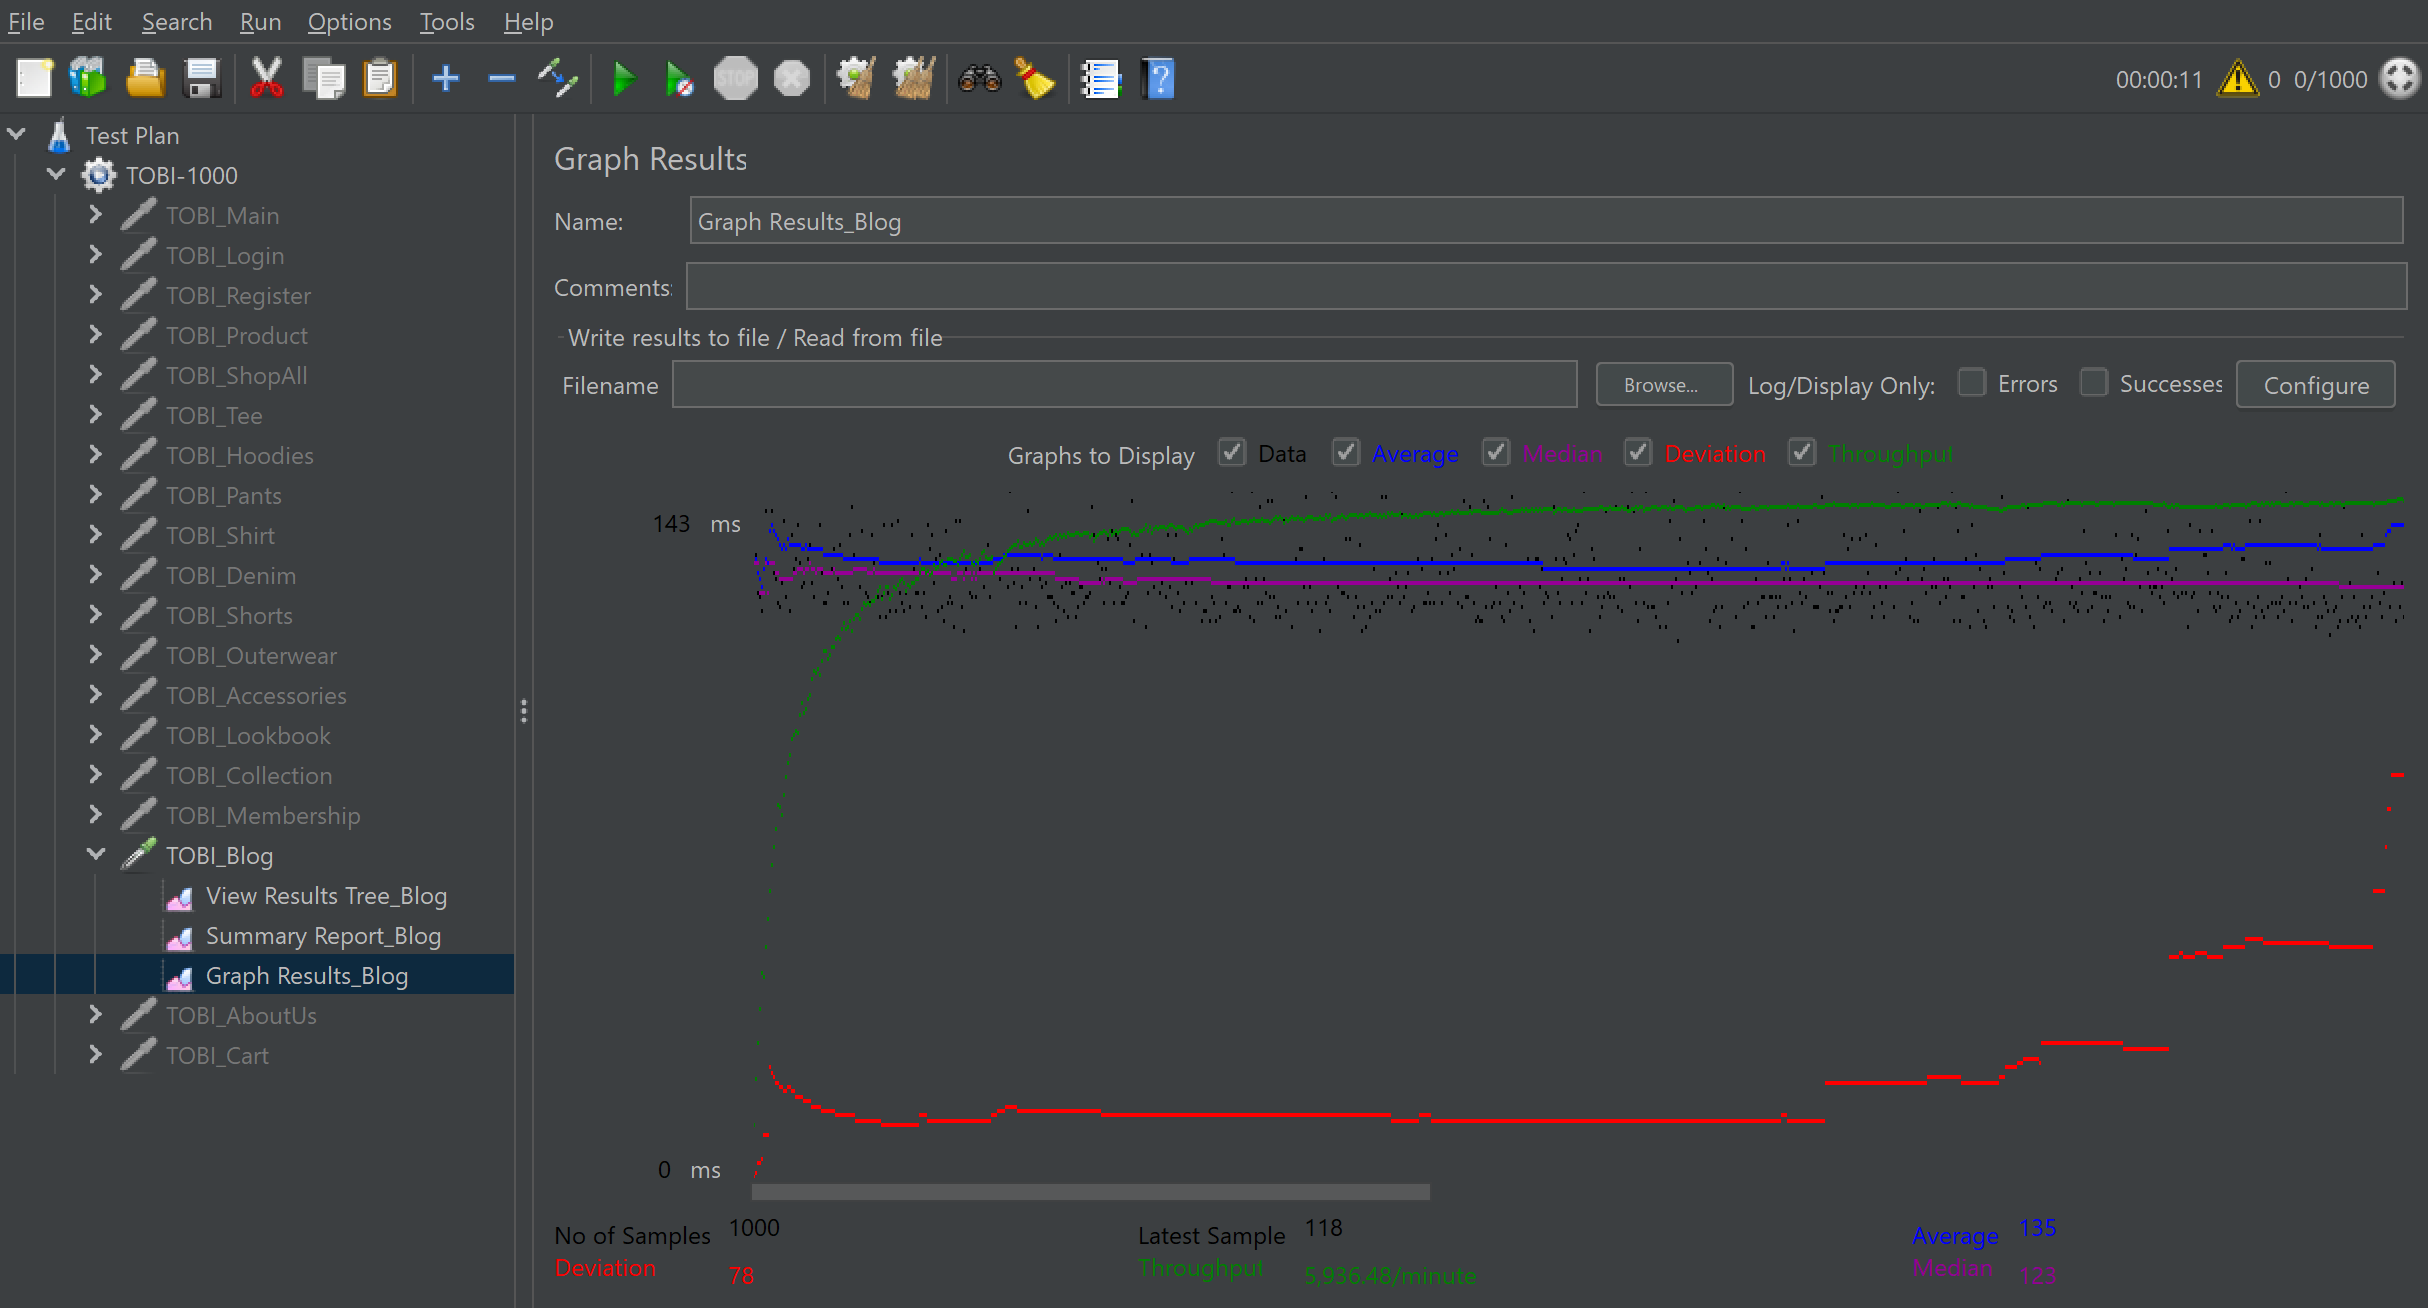 File Edit Search Run Options Tools Help
STOP
00:00:11 0 0/1000
Test Plan
TOBI-1000
TOBI_Main
TOBI_Login
TOBI_Register
TOBI_Product
TOBI_ShopAll
TOBI_Tee
TOBI_Hoodies
TOBI_Pants
TOBI_Shirt
TOBI_Denim
TOBI_Shorts
TOBI_Outerwear
TOBI_Accessories
TOBI_Lookbook
TOBI_Collection
TOBI_Membership
TOBI_Blog
View Results Tree_Blog
Summary Report_Blog
Graph Results_Blog
TOBI_AboutUs
TOBI_Cart
Graph Results
Name: Graph Results_Blog
Comments:
Write results to file / Read from file
Filename Browse... Log/Display Only: Errors Successes Configure
Graphs to Display Data Average Median Deviation Throughput
143 ms
0 ms
No of Samples 1000 Latest Sample 118 Average 135
Deviation 78 Throughput 5,936.48/minute Median 123